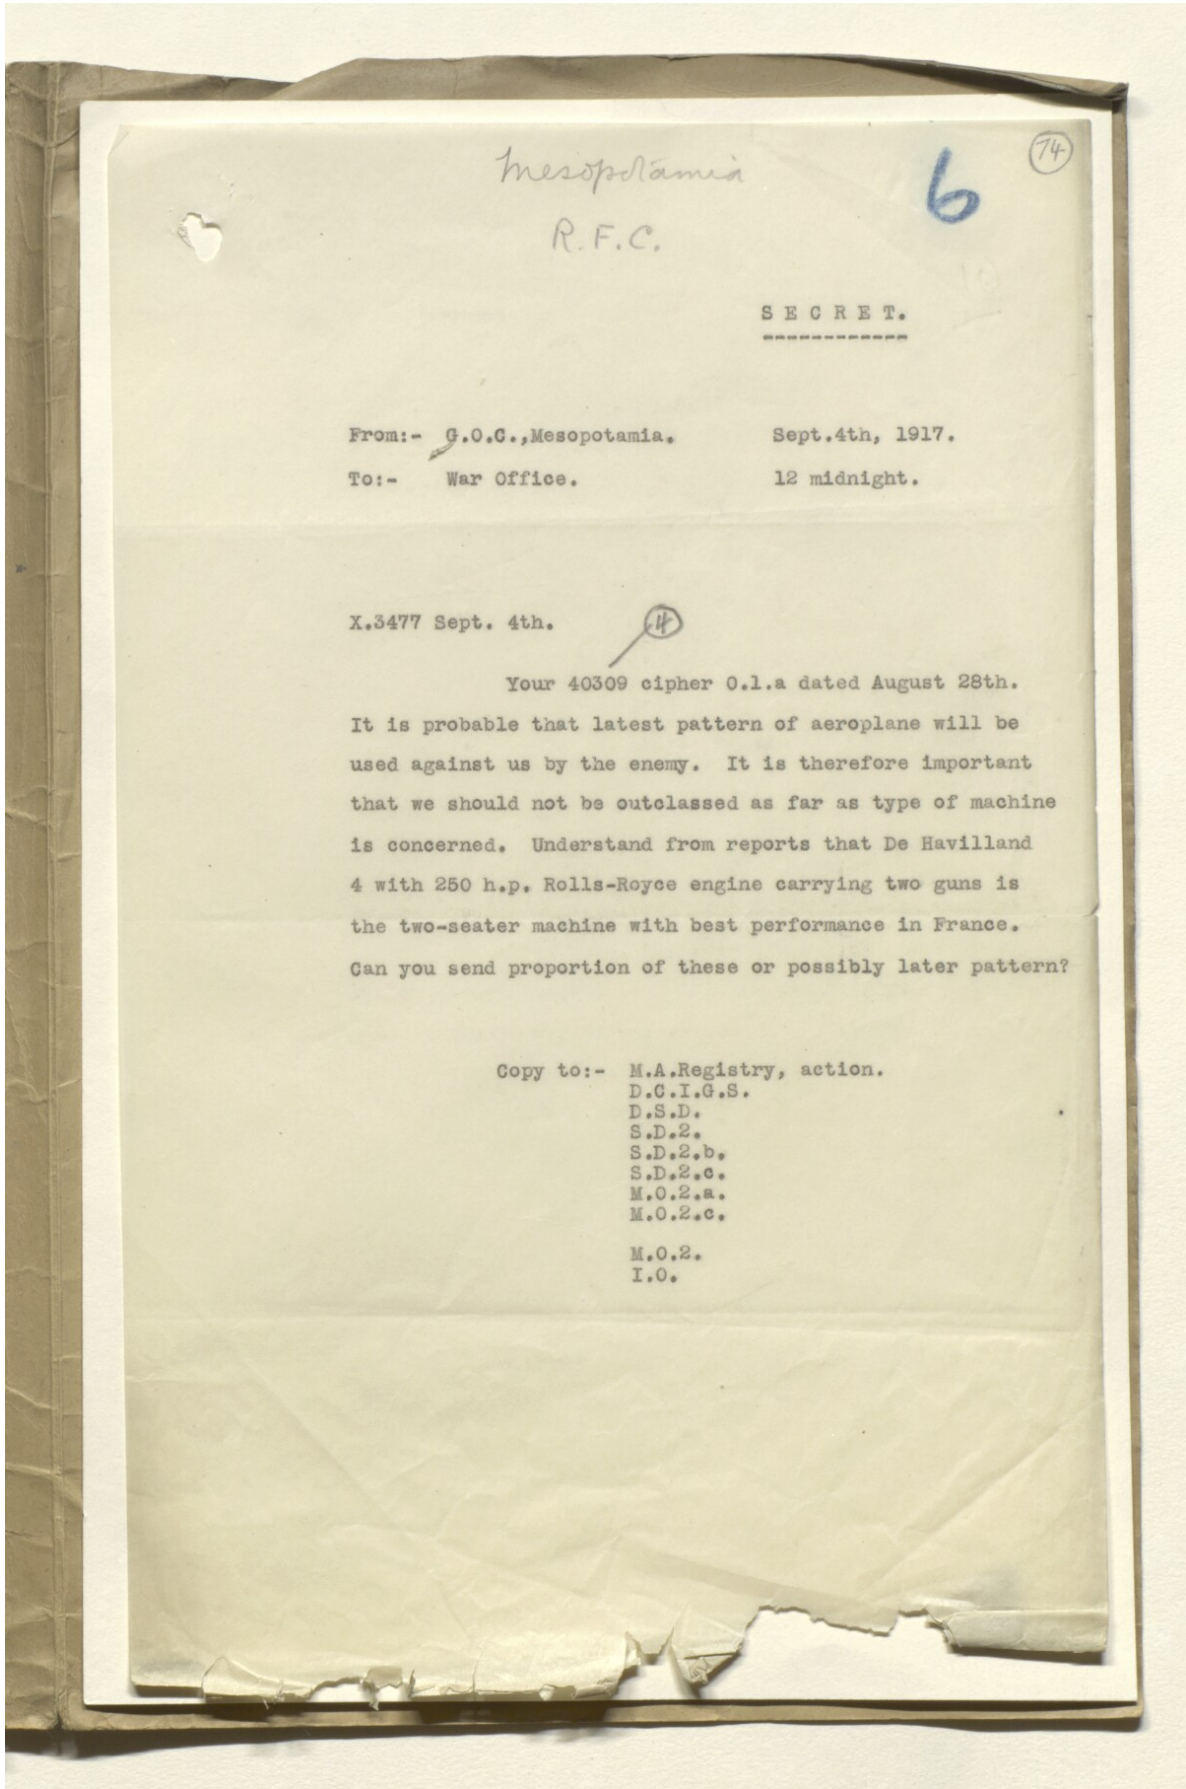 Mesopotamia
R.F.C.
6
74
SECRET.
From:- G.O.C.,Mesopotamia. Sept.4th, 1917.
To:- War Office. 12 midnight.
X.3477 Sept. 4th.
4
Your 40309 cipher O.1.a dated August 28th.
It is probable that latest pattern of aeroplane will be
used against us by the enemy. It is therefore important
that we should not be outclassed as far as type of machine
is concerned. Understand from reports that De Havilland
4 with 250 h.p. Rolls-Royce engine carrying two guns is
the two-seater machine with best performance in France.
Can you send proportion of these or possibly later pattern?
Copy to:- M.A.Registry, action.
D.C.I.G.S.
D.S.D.
S.D.2.
S.D.2.b.
S.D.2.c.
M.O.2.a.
M.O.2.c.
M.O.2.
I.O.